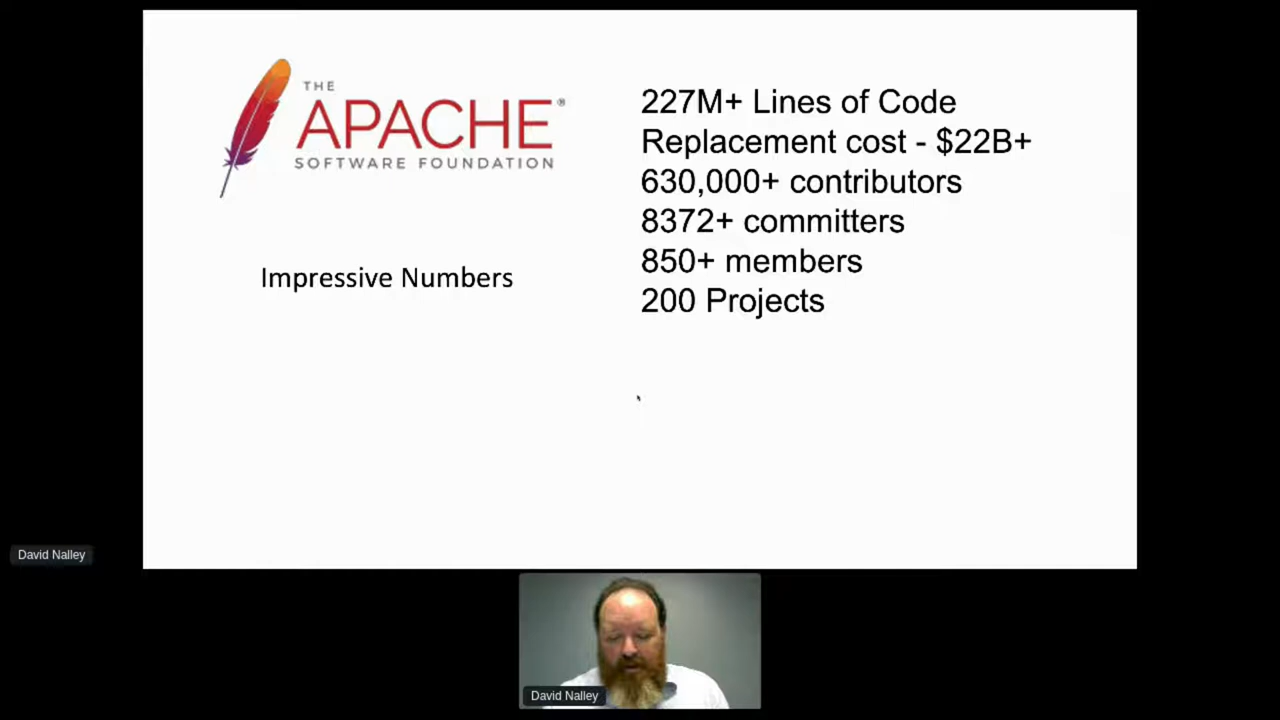 THE
APACHE®
SOFTWARE FOUNDATION
Impressive Numbers
227M+ Lines of Code
Replacement cost - $22B+
630,000+ contributors
8372+ committers
850+ members
200 Projects
David Nalley
David Nalley